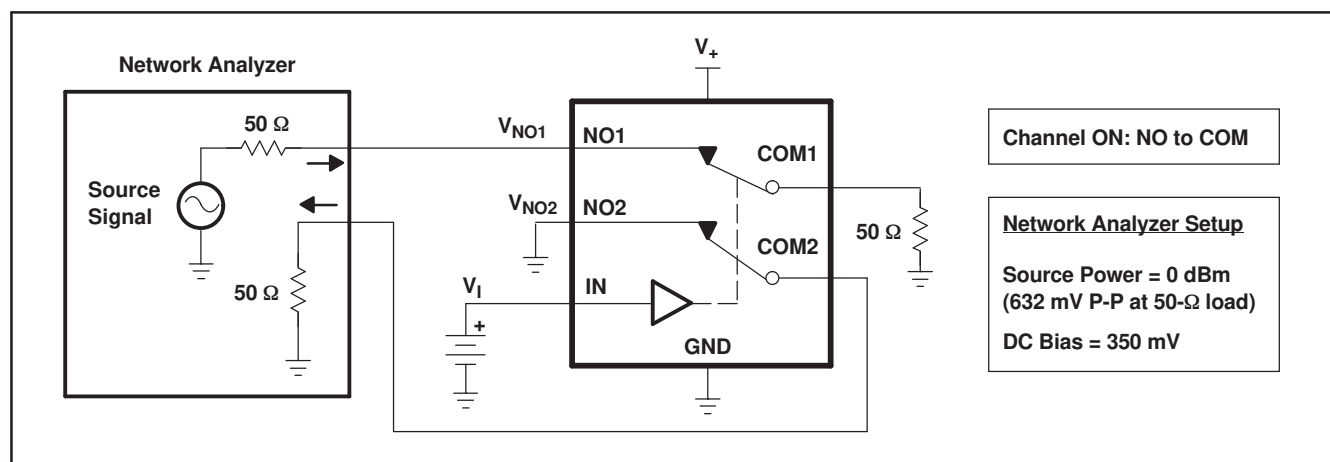 Network Analyzer
50 Ω
Source
Signal
50 Ω
V+
VNO1
NO1
COM1
VNO2
NO2
COM2
50 Ω
VI
IN
+
GND
Channel ON: NO to COM
Network Analyzer Setup
Source Power = 0 dBm
(632 mV P-P at 50-Ω load)
DC Bias = 350 mV